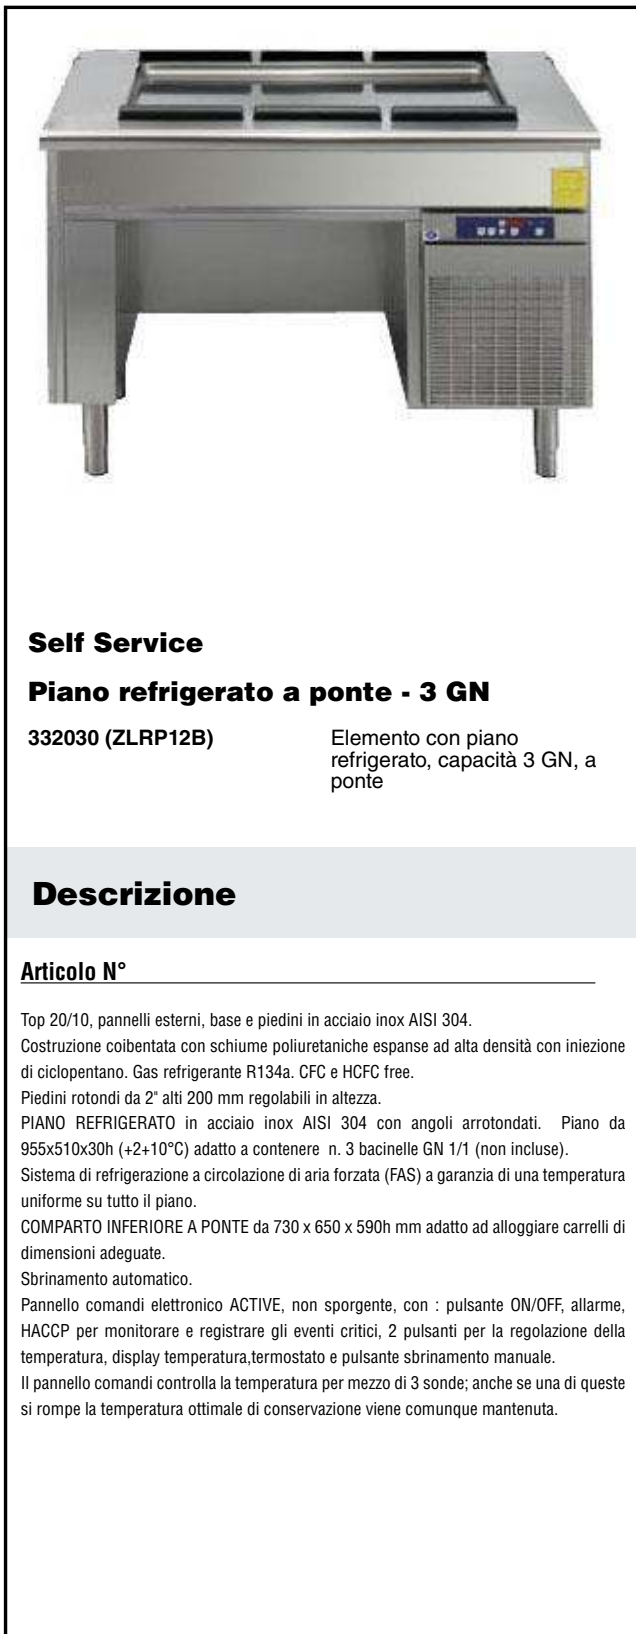 Self Service
Piano refrigerato a ponte - 3 GN
332030 (ZLRP12B)
Elemento con piano
refrigerato, capacità 3 GN, a
ponte
Descrizione
Articolo N°
Top 20/10, pannelli esterni, base e piedini in acciaio inox AISI 304.
Costruzione coibentata con schiume poliuretaniche espanse ad alta densità con iniezione
di ciclopentano. Gas refrigerante R134a. CFC e HCFC free.
Piedini rotondi da 2" alti 200 mm regolabili in altezza.
PIANO REFRIGERATO in acciaio inox AISI 304 con angoli arrotondati. Piano da
955x510x30h (+2+10°C) adatto a contenere n. 3 bacinelle GN 1/1 (non incluse).
Sistema di refrigerazione a circolazione di aria forzata (FAS) a garanzia di una temperatura
uniforme su tutto il piano.
COMPARTO INFERIORE A PONTE da 730 x 650 x 590h mm adatto ad alloggiare carrelli di
dimensioni adeguate.
Sbrinamento automatico.
Pannello comandi elettronico ACTIVE, non sporgente, con : pulsante ON/OFF, allarme,
HACCP per monitorare e registrare gli eventi critici, 2 pulsanti per la regolazione della
temperatura, display temperatura,termostato e pulsante sbrinamento manuale.
Il pannello comandi controlla la temperatura per mezzo di 3 sonde; anche se una di queste
si rompe la temperatura ottimale di conservazione viene comunque mantenuta.